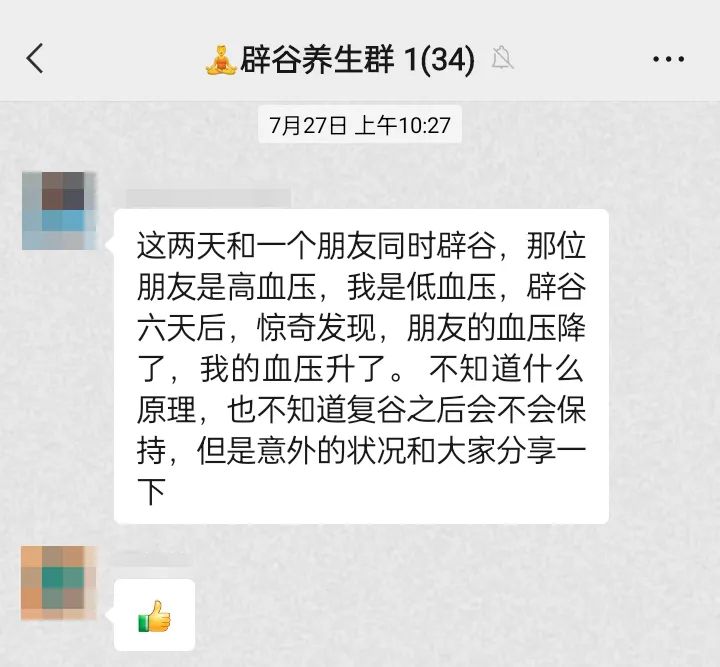 辟谷养生群 1(34)
7月27日 上午10:27
这两天和一个朋友同时辟谷，那位
朋友是高血压，我是低血压，辟谷
六天后，惊奇发现，朋友的血压降
了，我的血压升了。 不知道什么
原理，也不知道复谷之后会不会保
持，但是意外的状况和大家分享一
下